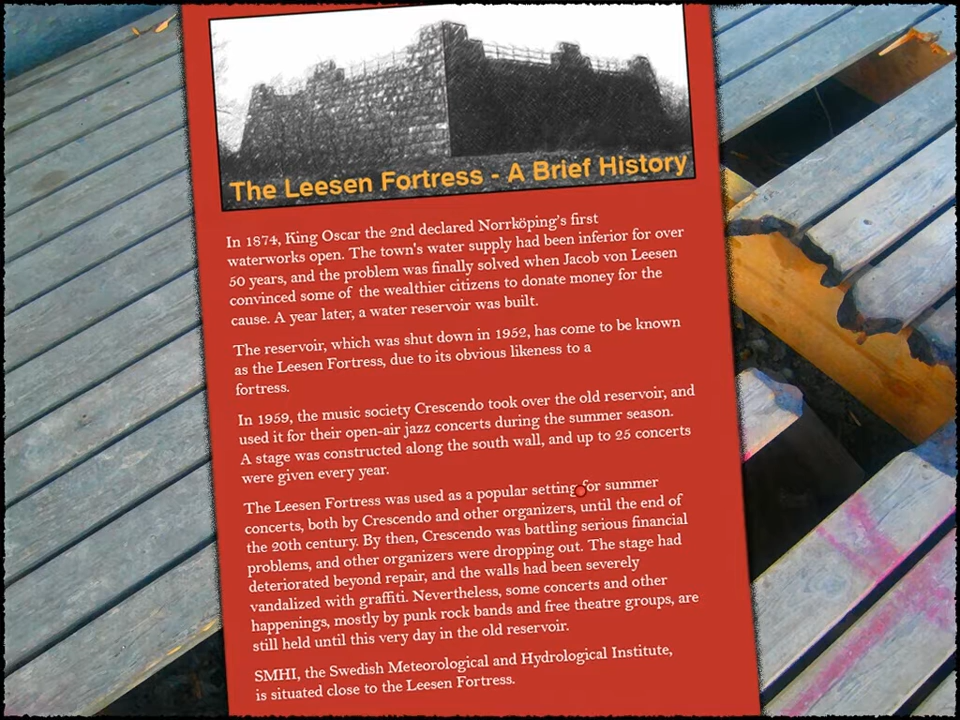 The Leesen Fortress - A Brief History
In 1874, King Oscar the 2nd declared Norrköping's first
waterworks open. The town's water supply had been inferior for over
50 years, and the problem was finally solved when Jacob von Leesen
convinced some of the wealthier citizens to donate money for the
cause. A year later, a water reservoir was built.
The reservoir, which was shut down in 1952, has come to be known
as the Leesen Fortress, due to its obvious likeness to a
fortress.
In 1959, the music society Crescendo took over the old reservoir, and
used it for their open-air jazz concerts during the summer season.
A stage was constructed along the south wall, and up to 25 concerts
were given every year.
The Leesen Fortress was used as a popular setting for summer
concerts, both by Crescendo and other organizers, until the end of
the 20th century. By then, Crescendo was battling serious financial
problems, and other organizers were dropping out. The stage had
deteriorated beyond repair, and the walls had been severely
vandalized with graffiti. Nevertheless, some concerts and other
happenings, mostly by punk rock bands and free theatre groups, are
still held until this very day in the old reservoir.
SMHI, the Swedish Meteorological and Hydrological Institute,
is situated close to the Leesen Fortress.